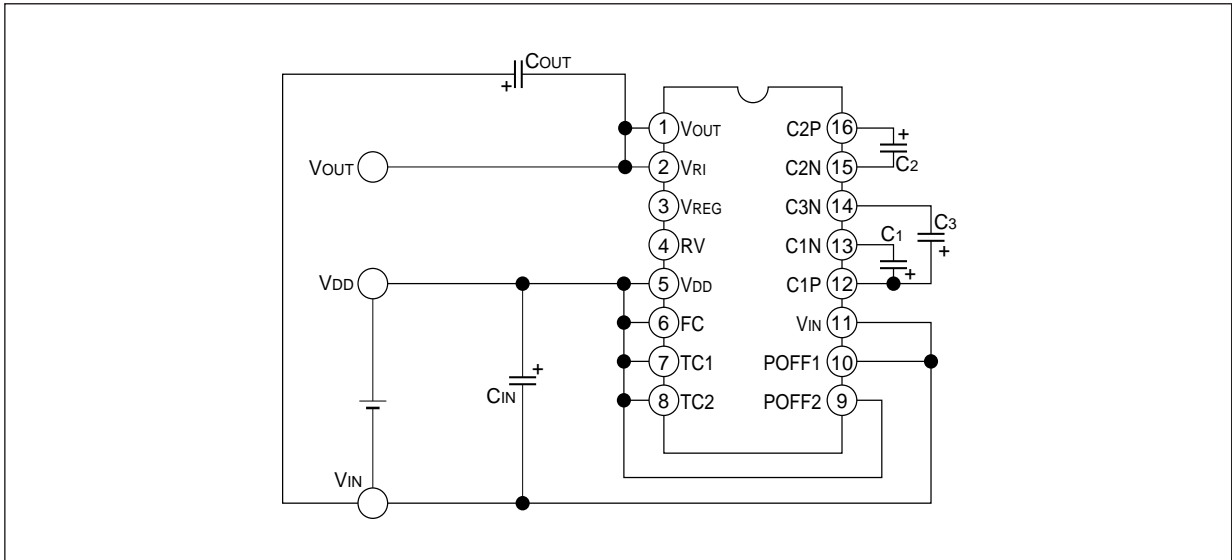 COUT
+
1 VOUT
2 VRI
3 VREG
4 RV
5 VDD
6 FC
7 TC1
8 TC2
C2P 16
C2N 15
C3N 14
C1N 13
C1P 12
VIN 11
POFF1 10
POFF2 9
+
C2
C3
+
C1
+
VOUT
VDD
CIN
+
VIN